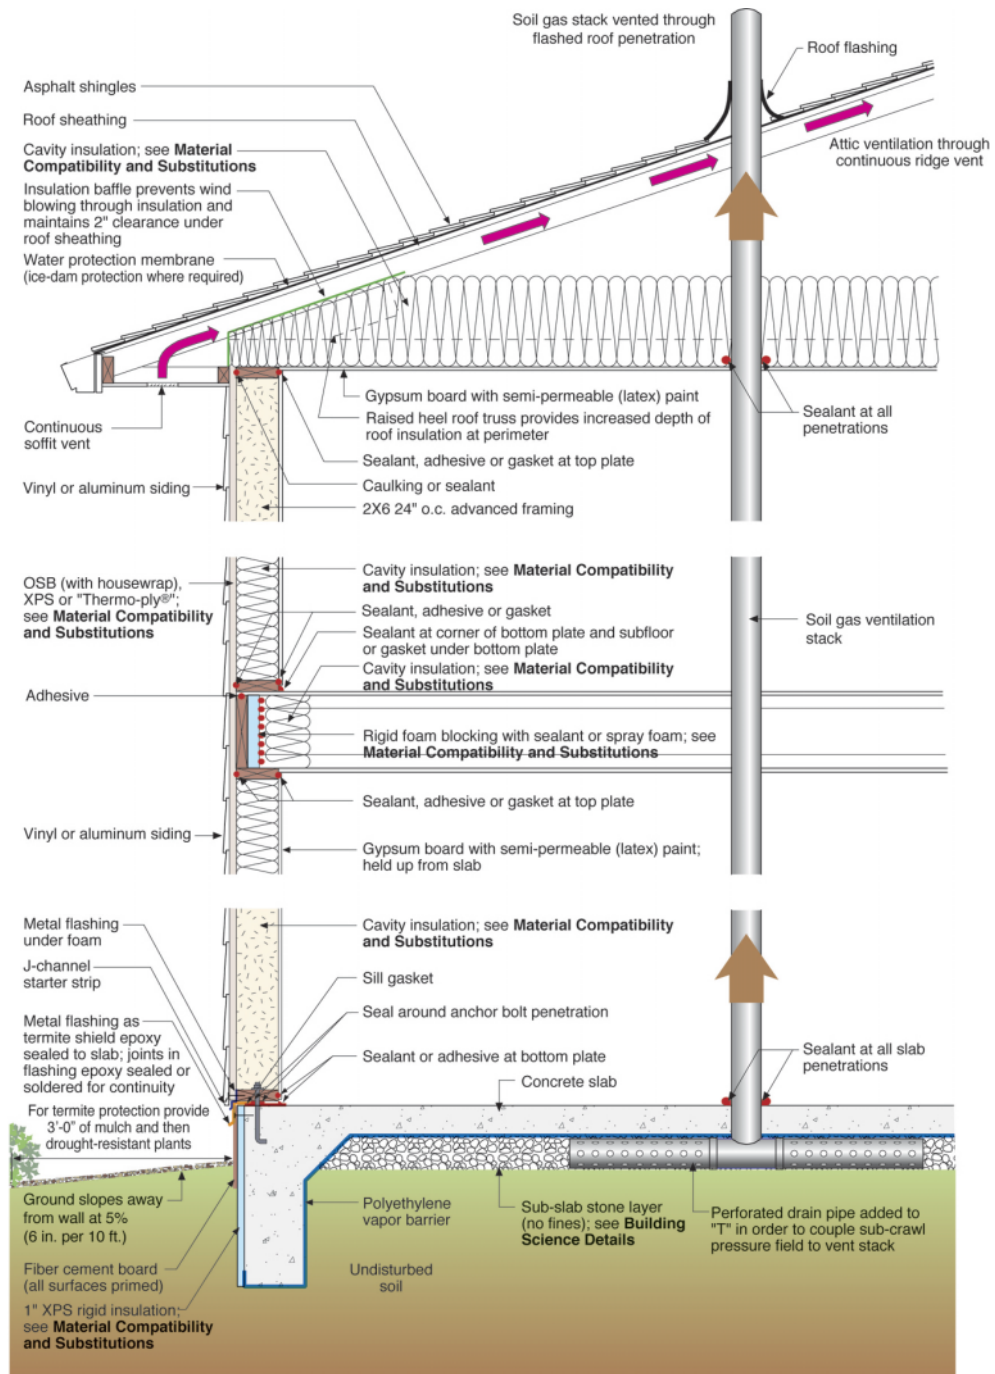 Soil gas stack vented through
flashed roof penetration
Roof flashing
Asphalt shingles
Roof sheathing
Cavity insulation; see Material
Compatibility and Substitutions
Attic ventilation through
continuous ridge vent
Insulation baffle prevents wind
blowing through insulation and
maintains 2" clearance under
roof sheathing
Water protection membrane
(ice-dam protection where required)
Gypsum board with semi-permeable (latex) paint
Raised heel roof truss provides increased depth of
roof insulation at perimeter
Sealant at all
penetrations
Continuous
soffit vent
Sealant, adhesive or gasket at top plate
Vinyl or aluminum siding
Caulking or sealant
2X6 24" o.c. advanced framing
OSB (with housewrap),
XPS or "Thermo-ply®";
see Material Compatibility
and Substitutions
Cavity insulation; see Material Compatibility
and Substitutions
Sealant, adhesive or gasket
Sealant at corner of bottom plate and subfloor
or gasket under bottom plate
Soil gas ventilation
stack
Cavity insulation; see Material Compatibility
and Substitutions
Adhesive
Rigid foam blocking with sealant or spray foam; see
Material Compatibility and Substitutions
Sealant, adhesive or gasket at top plate
Vinyl or aluminum siding
Gypsum board with semi-permeable (latex) paint;
held up from slab
Metal flashing
under foam
Cavity insulation; see Material Compatibility
and Substitutions
J-channel
starter strip
Sill gasket
Seal around anchor bolt penetration
Metal flashing as
termite shield epoxy
sealed to slab; joints in
flashing epoxy sealed or
soldered for continuity
Sealant or adhesive at bottom plate
Sealant at all slab
penetrations
Concrete slab
For termite protection provide
3'-0" of mulch and then
drought-resistant plants
Ground slopes away
from wall at 5%
(6 in. per 10 ft.)
Polyethylene
vapor barrier
Sub-slab stone layer
(no fines); see Building
Science Details
Perforated drain pipe added to
"T" in order to couple sub-crawl
pressure field to vent stack
Fiber cement board
(all surfaces primed)
Undisturbed
soil
1" XPS rigid insulation;
see Material Compatibility
and Substitutions